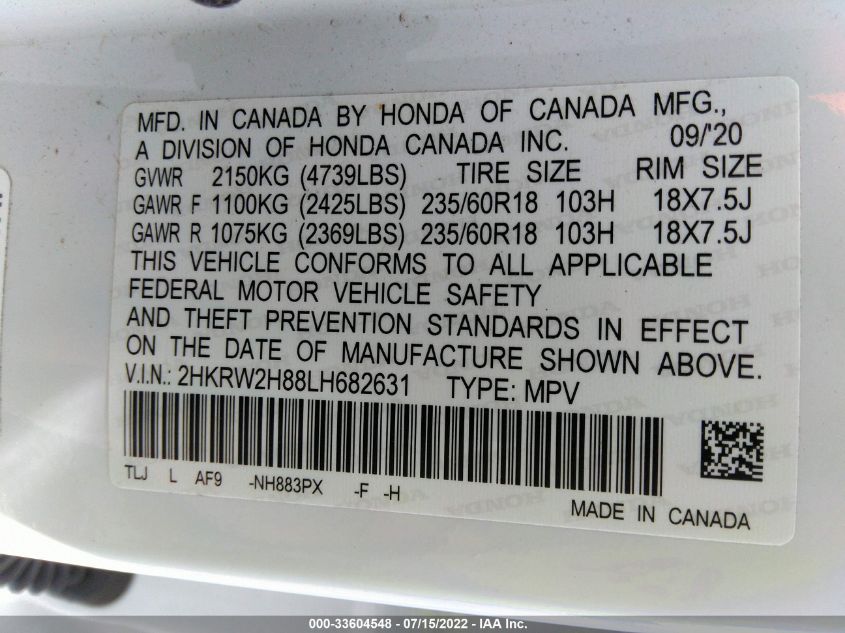 MFD. IN CANADA BY HONDA OF CANADA MFG.,
A DIVISION OF HONDA CANADA INC. 09/'20
GVWR 2150KG (4739LBS) TIRE SIZE RIM SIZE
GAWR F 1100KG (2425LBS) 235/60R18 103H 18X7.5J
GAWR R 1075KG (2369LBS) 235/60R18 103H 18X7.5J
THIS VEHICLE CONFORMS TO ALL APPLICABLE
FEDERAL MOTOR VEHICLE SAFETY
AND THEFT PREVENTION STANDARDS IN EFFECT
ON THE DATE OF MANUFACTURE SHOWN ABOVE.
V.I.N.: 2HKRW2H88LH682631 TYPE: MPV
TLJ L AF9 -NH883PX -F -H
MADE IN CANADA
000-33604548 - 07/15/2022 - IAA Inc.